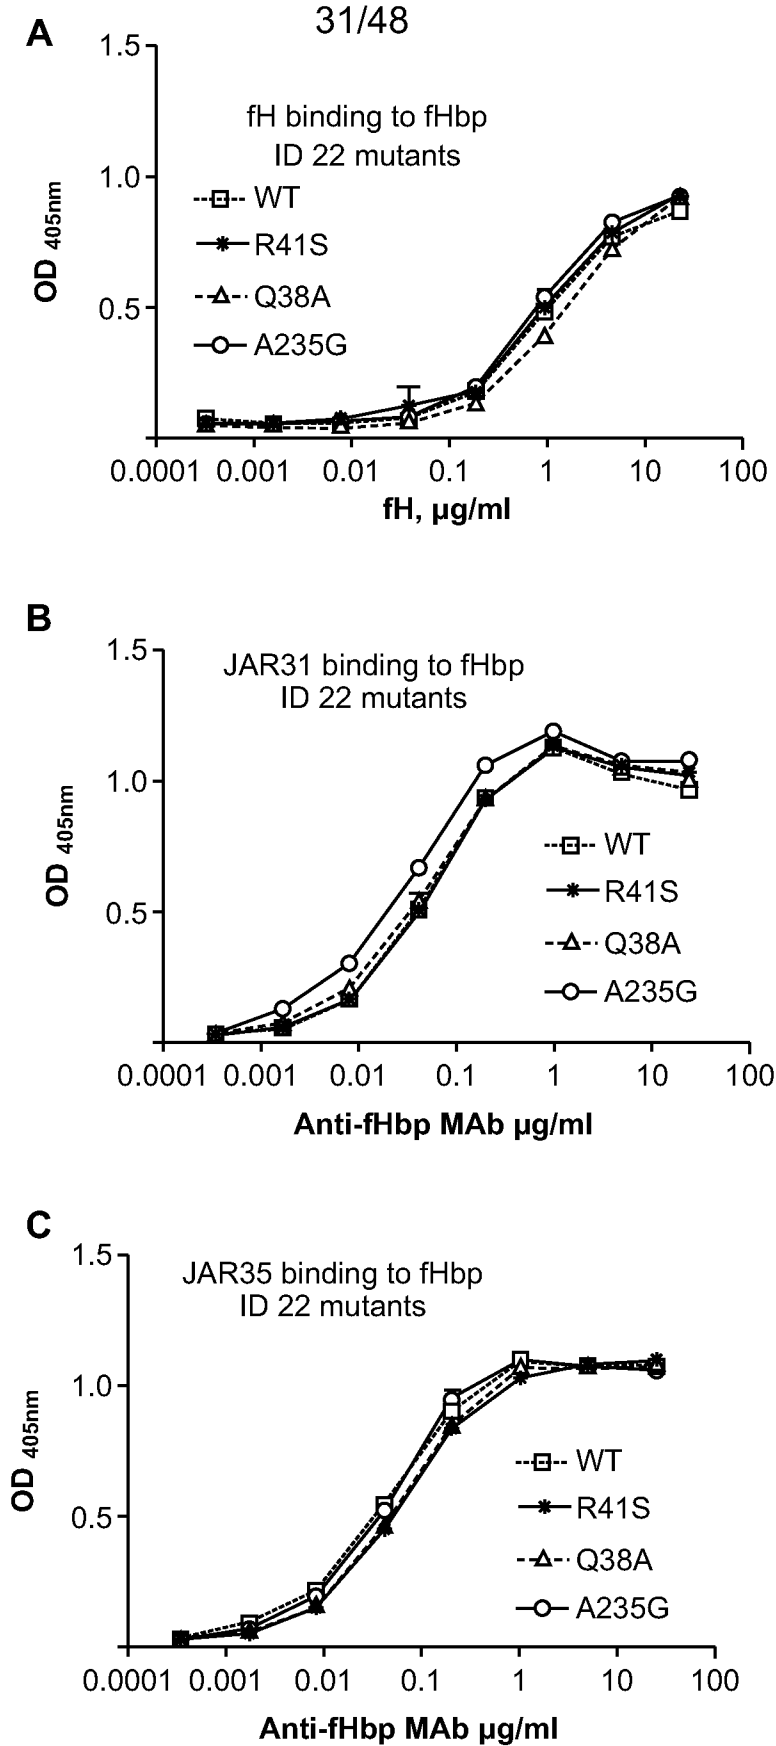 31/48
A
1.5
1.0
0.5
OD 405nm
fH binding to fHbp
ID 22 mutants
WT
R41S
Q38A
A235G
0.0001 0.001 0.01 0.1 1 10 100
fH, µg/ml
B
1.5
1.0
0.5
OD 405nm
JAR31 binding to fHbp
ID 22 mutants
WT
R41S
Q38A
A235G
0.0001 0.001 0.01 0.1 1 10 100
Anti-fHbp MAb µg/ml
C
1.5
1.0
0.5
OD 405nm
JAR35 binding to fHbp
ID 22 mutants
WT
R41S
Q38A
A235G
0.0001 0.001 0.01 0.1 1 10 100
Anti-fHbp MAb µg/ml